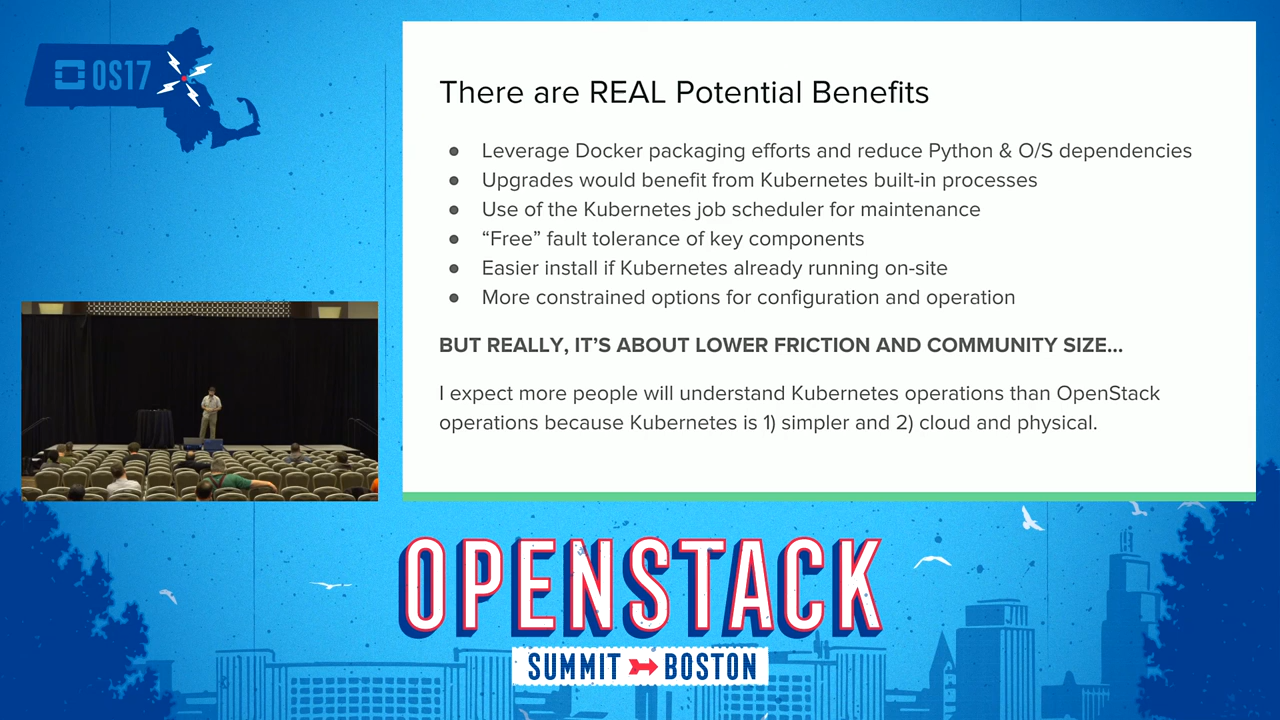 OS17
There are REAL Potential Benefits
● Leverage Docker packaging efforts and reduce Python & O/S dependencies
● Upgrades would benefit from Kubernetes built-in processes
● Use of the Kubernetes job scheduler for maintenance
● “Free” fault tolerance of key components
● Easier install if Kubernetes already running on-site
● More constrained options for configuration and operation
BUT REALLY, IT’S ABOUT LOWER FRICTION AND COMMUNITY SIZE...
I expect more people will understand Kubernetes operations than OpenStack
operations because Kubernetes is 1) simpler and 2) cloud and physical.
OPENSTACK
SUMMIT BOSTON